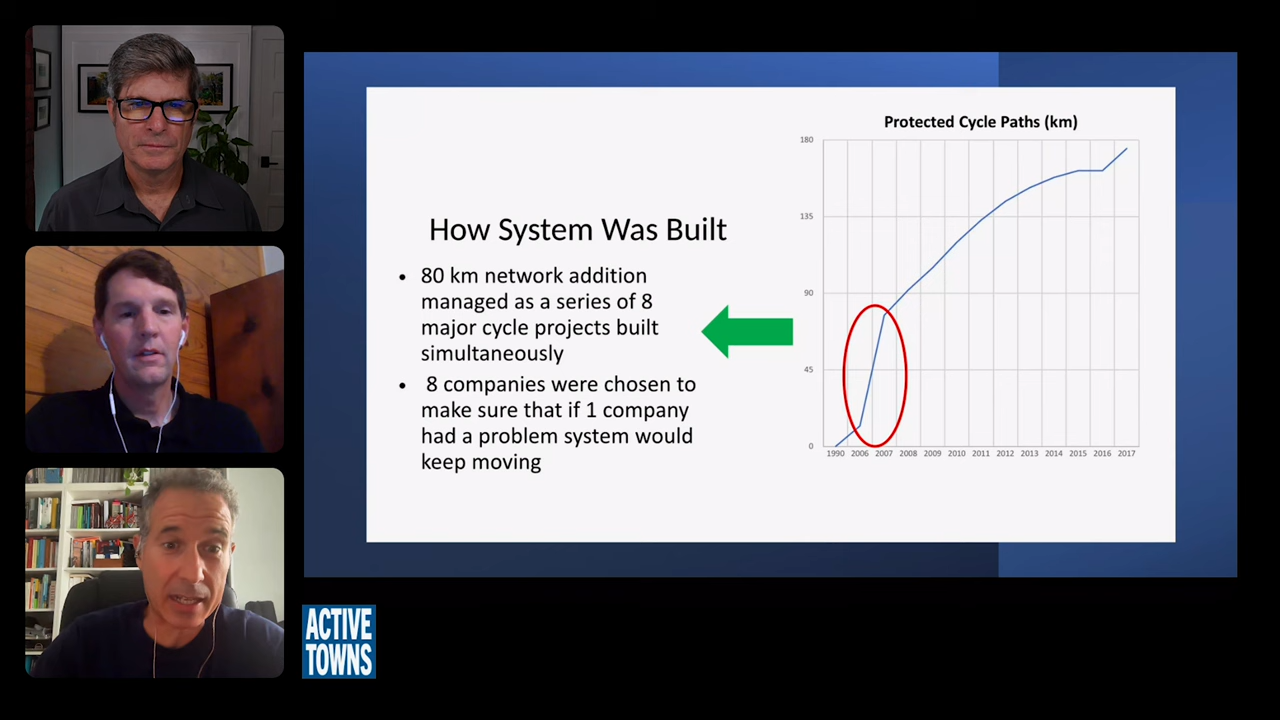 How System Was Built
• 80 km network addition
managed as a series of 8
major cycle projects built
simultaneously
• 8 companies were chosen to
make sure that if 1 company
had a problem system would
keep moving
Protected Cycle Paths (km)
180
135
90
45
0
1990 2006 2007 2008 2009 2010 2011 2012 2013 2014 2015 2016 2017
ACTIVE
TOWNS